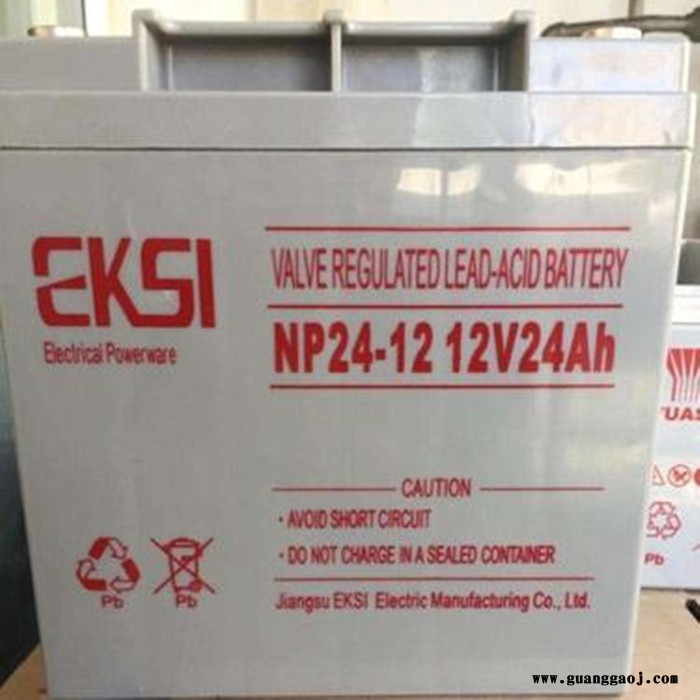 EKSI
Electrical Powerware
VALVE REGULATED LEAD-ACID BATTERY
NP24-12 12V24Ah
CAUTION
· AVOID SHORT CIRCUIT
· DO NOT CHARGE IN A SEALED CONTAINER
Jiangsu EKSI Electric Manufacturing Co., Ltd.
Pb
Pb
YUAS
Pb
www.guanggaoj.com